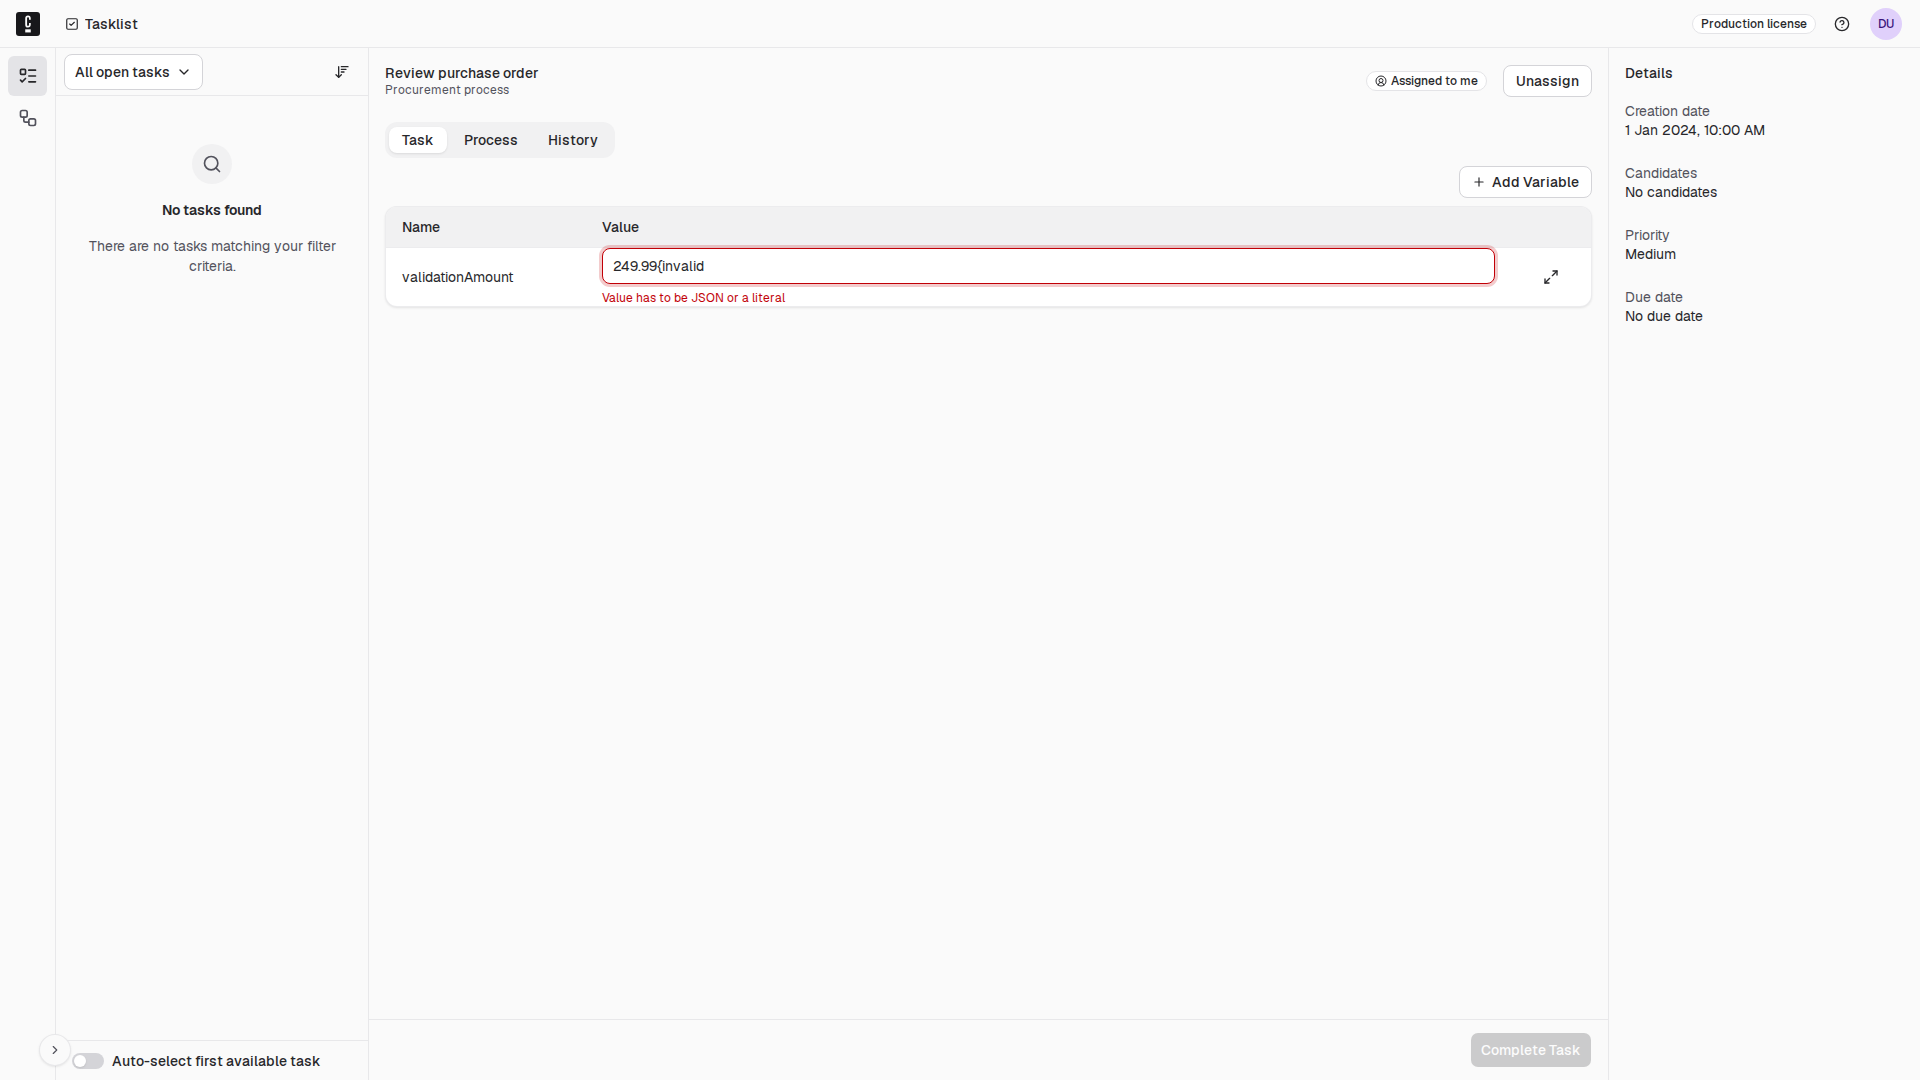 Tasklist
Production license
DU
All open tasks
No tasks found
There are no tasks matching your filter
criteria.
Auto-select first available task
Review purchase order
Procurement process
Assigned to me
Unassign
Task
Process
History
Add Variable
Name
Value
validationAmount
249.99{invalid
Value has to be JSON or a literal
Complete Task
Details
Creation date
1 Jan 2024, 10:00 AM
Candidates
No candidates
Priority
Medium
Due date
No due date